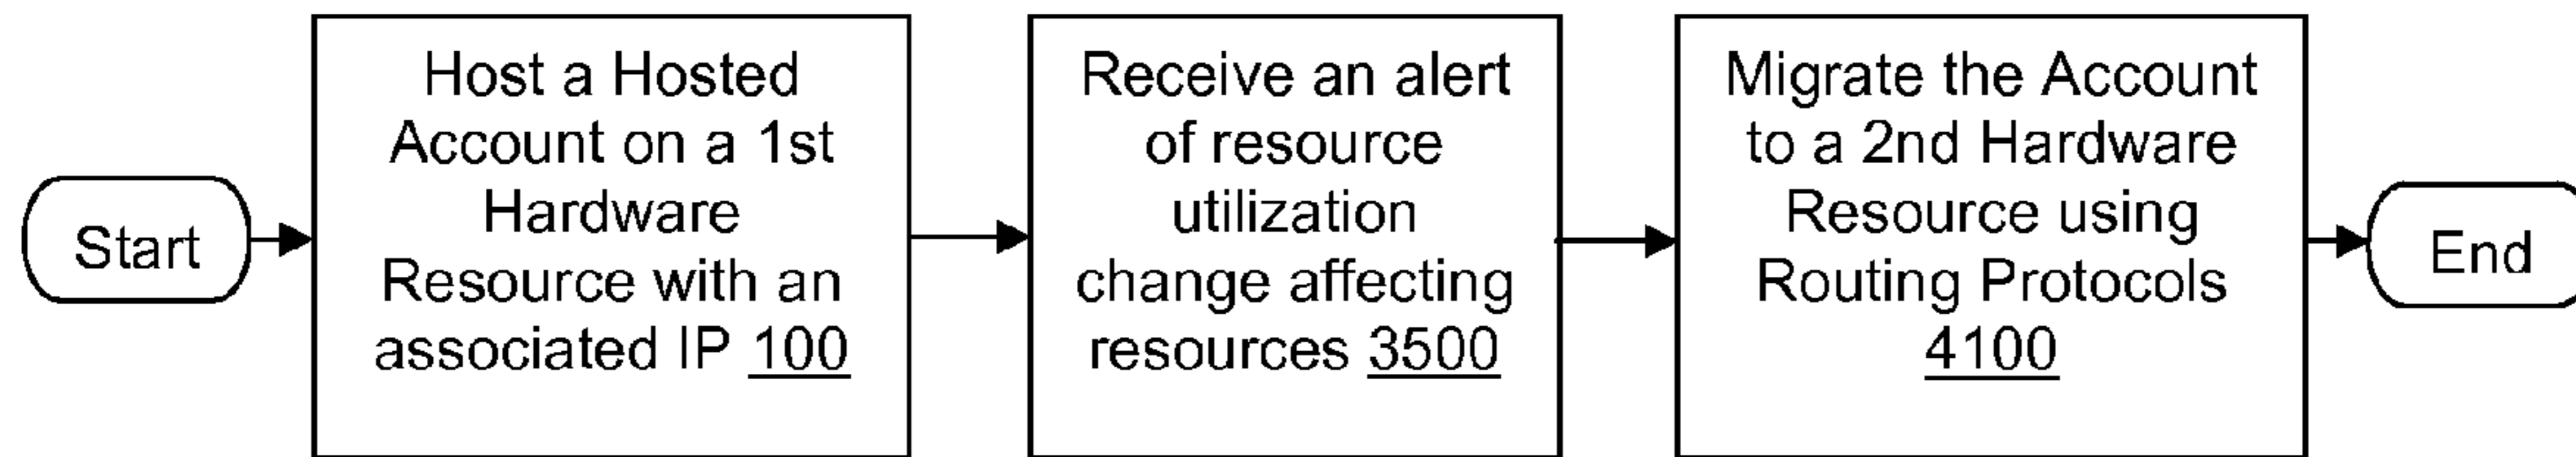 Start
Host a Hosted
Account on a 1st
Hardware
Resource with an
associated IP 100
Receive an alert
of resource
utilization
change affecting
resources 3500
Migrate the Account
to a 2nd Hardware
Resource using
Routing Protocols
4100
End